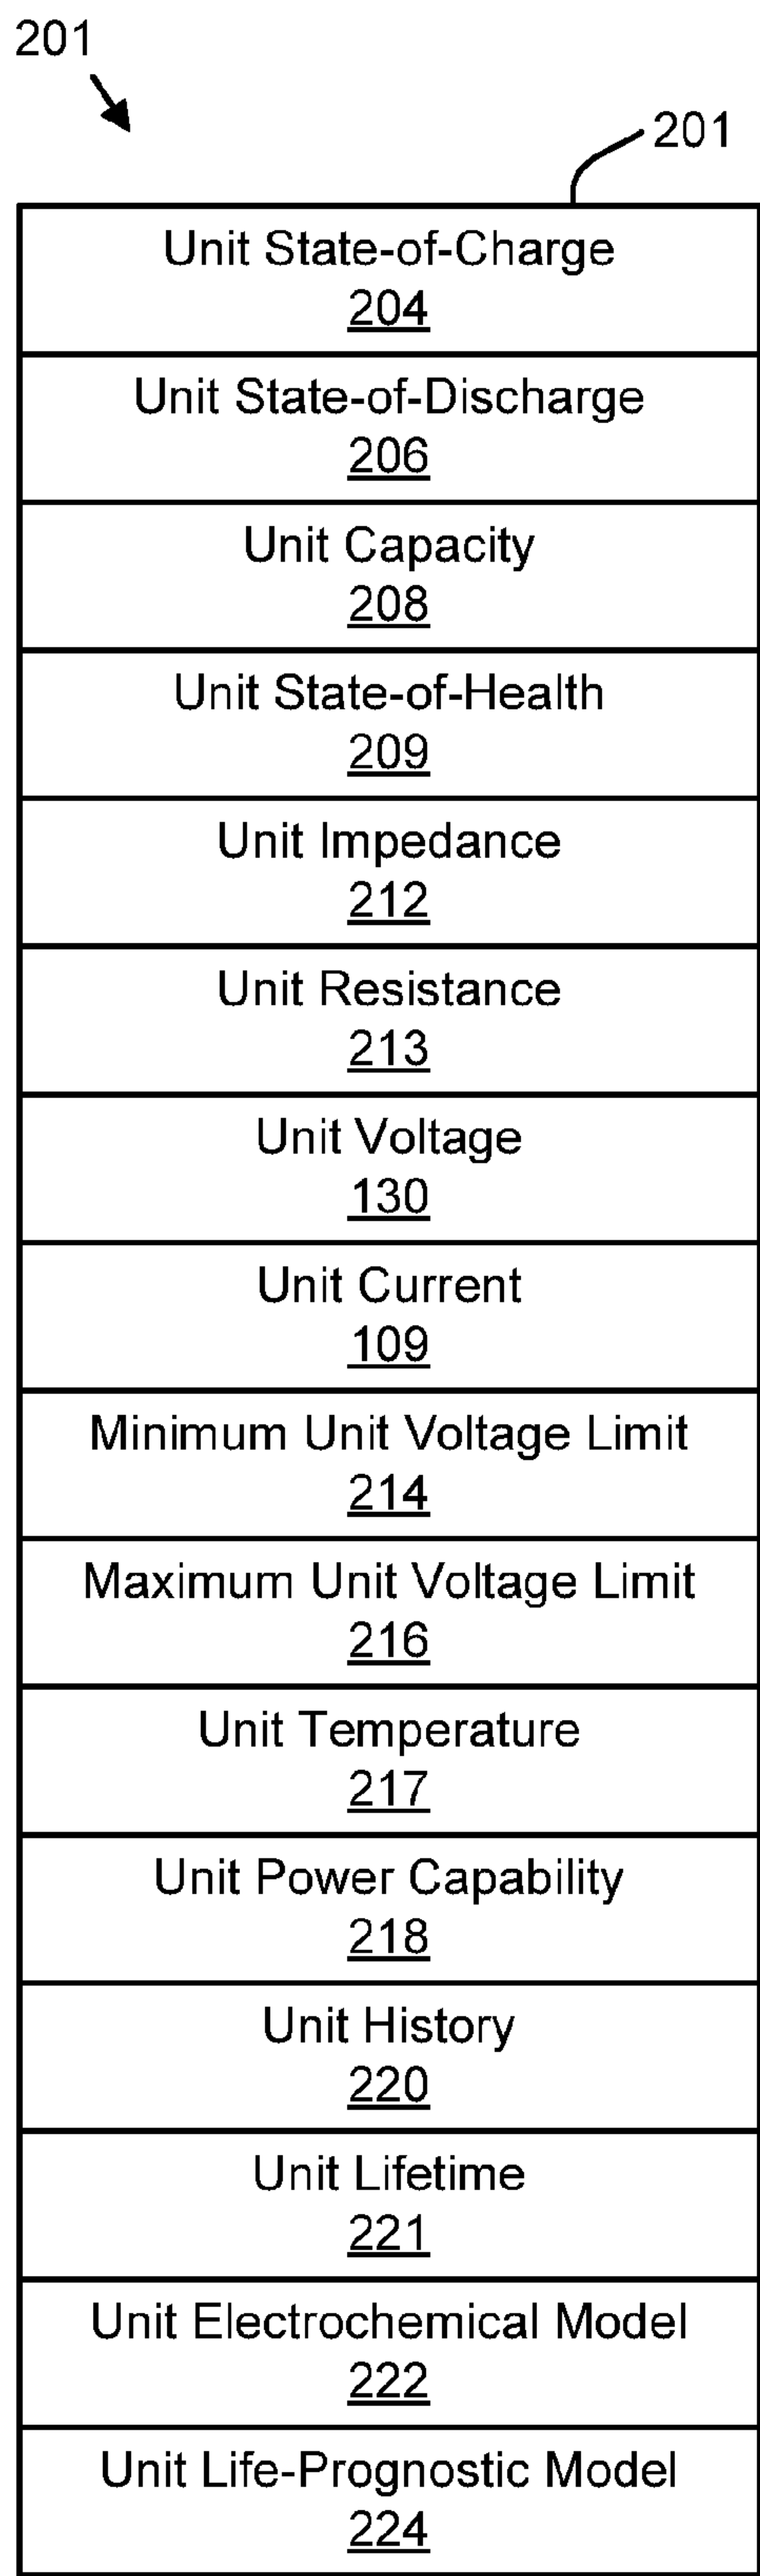 201
201
Unit State-of-Charge
204
Unit State-of-Discharge
206
Unit Capacity
208
Unit State-of-Health
209
Unit Impedance
212
Unit Resistance
213
Unit Voltage
130
Unit Current
109
Minimum Unit Voltage Limit
214
Maximum Unit Voltage Limit
216
Unit Temperature
217
Unit Power Capability
218
Unit History
220
Unit Lifetime
221
Unit Electrochemical Model
222
Unit Life-Prognostic Model
224